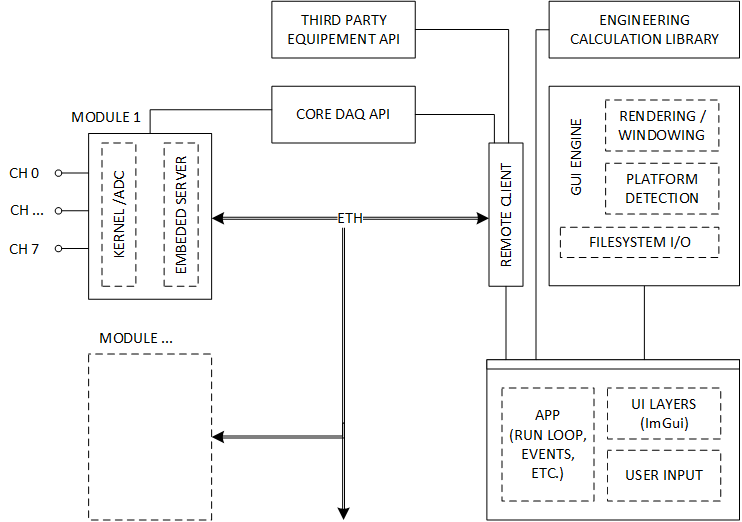 THIRD PARTY
EQUIPEMENT API
ENGINEERING
CALCULATION LIBRARY
MODULE 1
CORE DAQ API
RENDERING /
WINDOWING
GUI ENGINE
PLATFORM
DETECTION
FILESYSTEM I/O
CH 0
CH ...
CH 7
KERNEL /ADC
EMBEDED SERVER
ETH
REMOTE CLIENT
MODULE ...
APP
(RUN LOOP,
EVENTS,
ETC.)
UI LAYERS
(ImGui)
USER INPUT